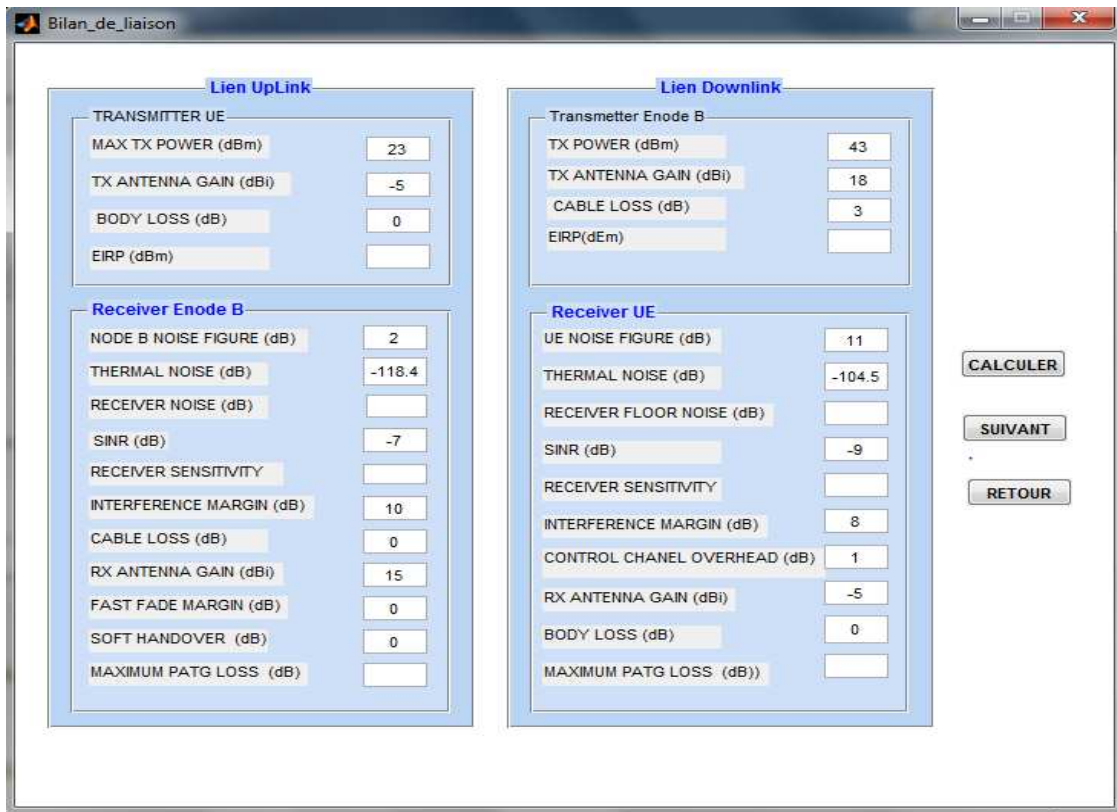 Bilan_de_liaison
Lien UpLink
TRANSMITTER UE
MAX TX POWER (dBm) 23
TX ANTENNA GAIN (dBi) -5
BODY LOSS (dB) 0
EIRP (dBm)
Receiver Enode B
NODE B NOISE FIGURE (dB) 2
THERMAL NOISE (dB) -118.4
RECEIVER NOISE (dB)
SINR (dB) -7
RECEIVER SENSITIVITY
INTERFERENCE MARGIN (dB) 10
CABLE LOSS (dB) 0
RX ANTENNA GAIN (dBi) 15
FAST FADE MARGIN (dB) 0
SOFT HANDOVER (dB) 0
MAXIMUM PATG LOSS (dB)
Lien Downlink
Transmetter Enode B
TX POWER (dBm) 43
TX ANTENNA GAIN (dBi) 18
CABLE LOSS (dB) 3
EIRP(dEm)
Receiver UE
UE NOISE FIGURE (dB) 11
THERMAL NOISE (dB) -104.5
RECEIVER FLOOR NOISE (dB)
SINR (dB) -9
RECEIVER SENSITIVITY
INTERFERENCE MARGIN (dB) 8
CONTROL CHANEL OVERHEAD (dB) 1
RX ANTENNA GAIN (dBi) -5
BODY LOSS (dB) 0
MAXIMUM PATG LOSS (dB))
CALCULER
SUIVANT
RETOUR